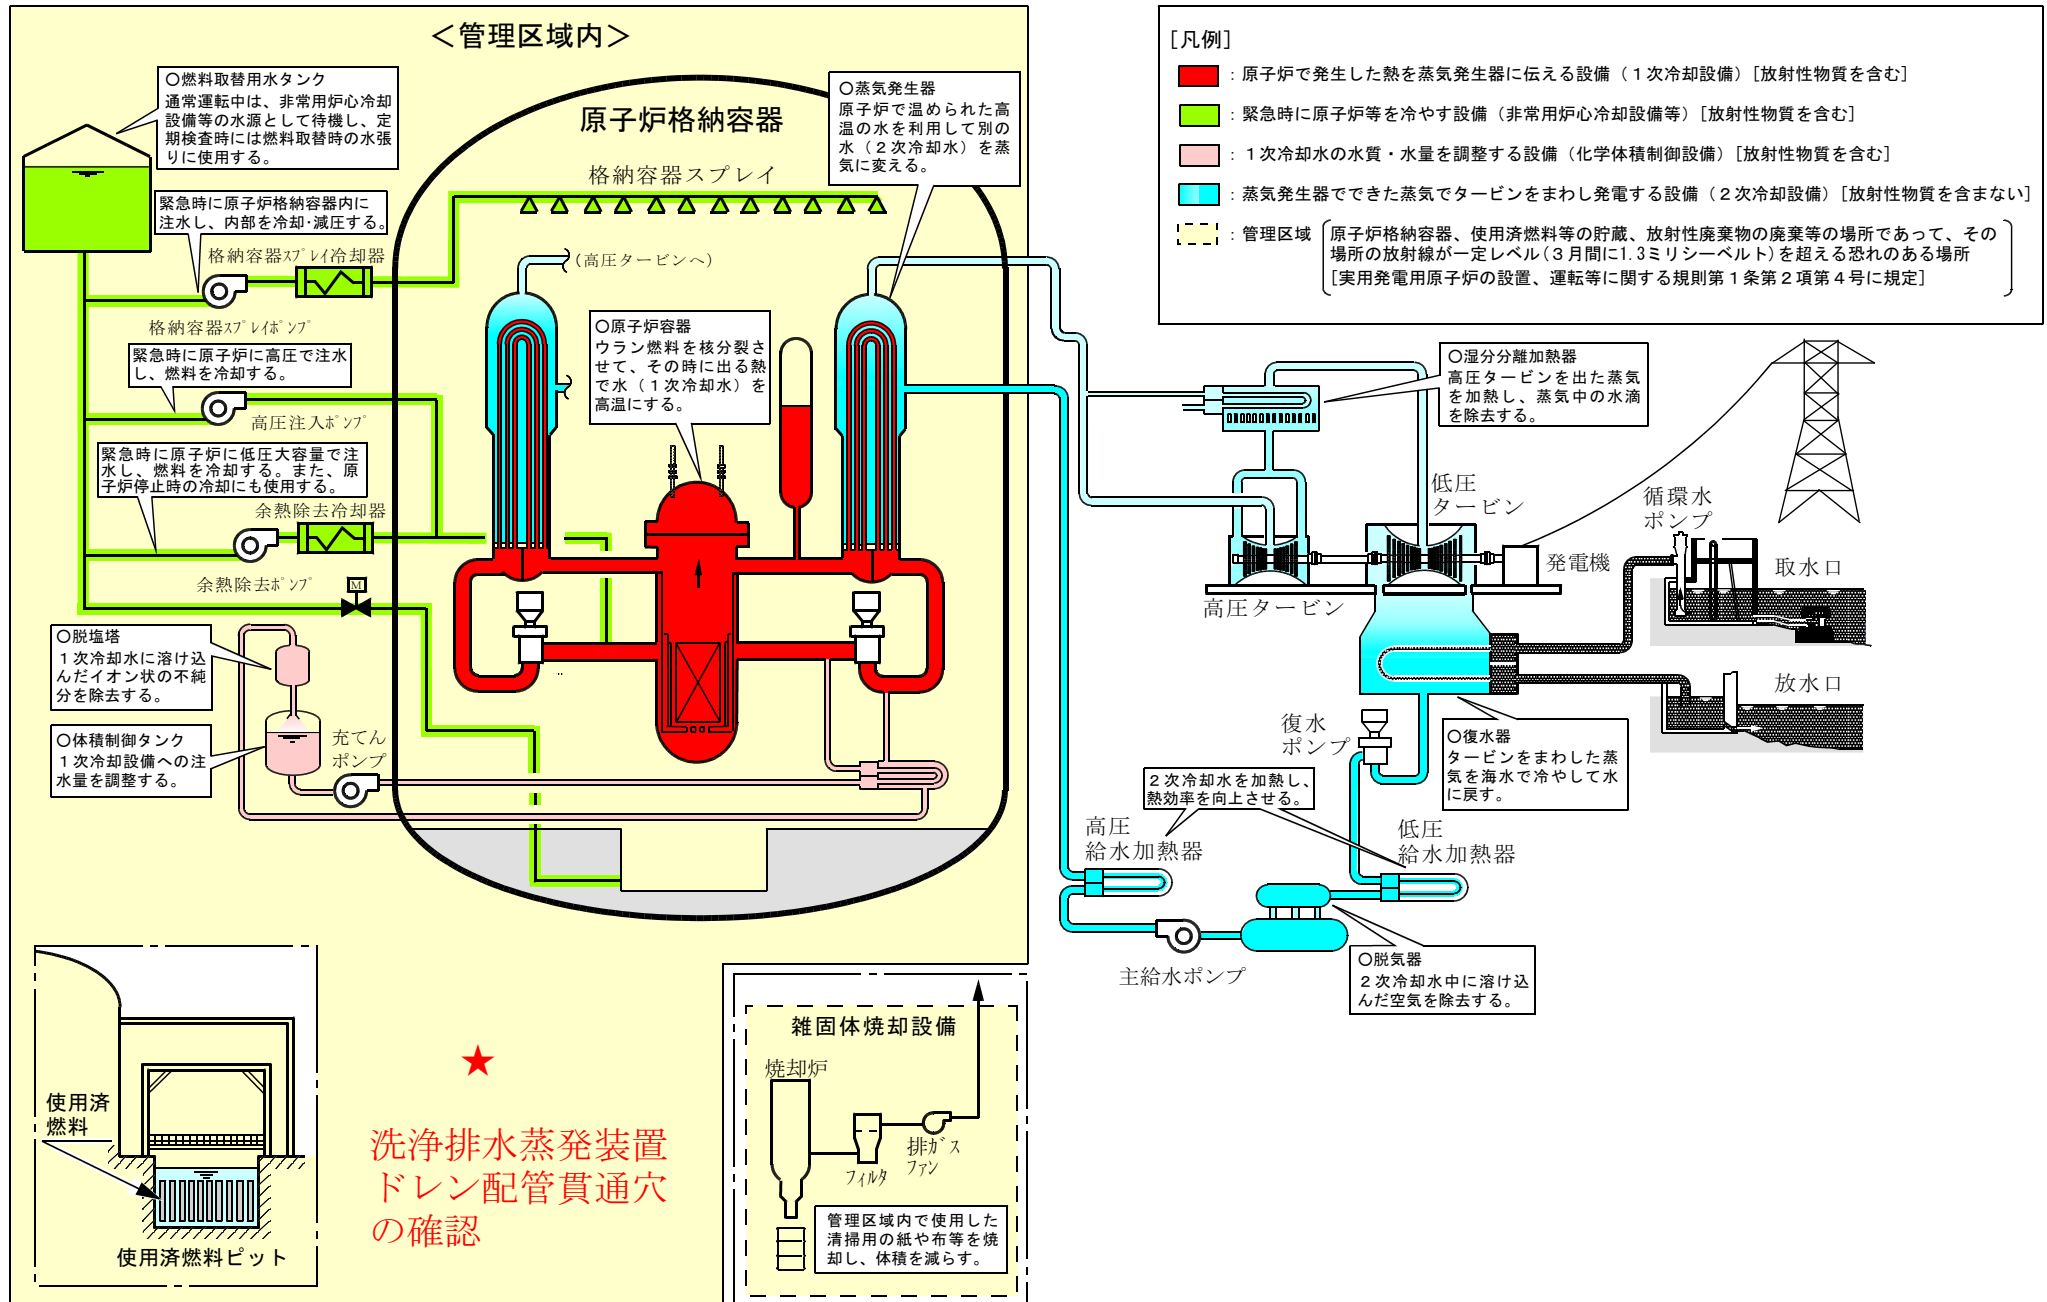 ＜管理区域内＞
○燃料取替用水タンク
通常運転中は、非常用炉心冷却
設備等の水源として待機し、定
期検査時には燃料取替時の水張
りに使用する。
原子炉格納容器
○蒸気発生器
原子炉で温められた高
温の水を利用して別の
水（２次冷却水）を蒸
気に変える。
格納容器スプレイ
緊急時に原子炉格納容器内に
注水し、内部を冷却･減圧する。
格納容器ｽﾌﾟﾚｲ冷却器
(高圧タービンへ)
格納容器ｽﾌﾟﾚｲﾎﾟﾝﾌﾟ
○原子炉容器
ウラン燃料を核分裂さ
せて、その時に出る熱
で水（１次冷却水）を
高温にする。
緊急時に原子炉に高圧で注水
し、燃料を冷却する。
高圧注入ﾎﾟﾝﾌﾟ
緊急時に原子炉に低圧大容量で注
水し、燃料を冷却する。また、原
子炉停止時の冷却にも使用する。
余熱除去冷却器
余熱除去ﾎﾟﾝﾌﾟ
M
○脱塩塔
１次冷却水に溶け込
んだイオン状の不純
分を除去する。
○体積制御タンク
１次冷却設備への注
水量を調整する。
充てん
ポンプ
[凡例]
：原子炉で発生した熱を蒸気発生器に伝える設備（１次冷却設備）[放射性物質を含む]
：緊急時に原子炉等を冷やす設備（非常用炉心冷却設備等）[放射性物質を含む]
：１次冷却水の水質・水量を調整する設備（化学体積制御設備）[放射性物質を含む]
：蒸気発生器でできた蒸気でタービンをまわし発電する設備（２次冷却設備）[放射性物質を含まない]
：管理区域
原子炉格納容器、使用済燃料等の貯蔵、放射性廃棄物の廃棄等の場所であって、その
場所の放射線が一定レベル(３月間に1.3ミリシーベルト)を超える恐れのある場所
[実用発電用原子炉の設置、運転等に関する規則第１条第２項第４号に規定]
○湿分分離加熱器
高圧タービンを出た蒸気
を加熱し、蒸気中の水滴
を除去する。
低圧
タービン
高圧タービン
発電機
循環水
ポンプ
取水口
放水口
復水
ポンプ
○復水器
タービンをまわした蒸
気を海水で冷やして水
に戻す。
２次冷却水を加熱し、
熱効率を向上させる。
高圧
給水加熱器
低圧
給水加熱器
主給水ポンプ
○脱気器
２次冷却水中に溶け込
んだ空気を除去する。
使用済
燃料
使用済燃料ピット
★
洗浄排水蒸発装置
ドレン配管貫通穴
の確認
雑固体焼却設備
焼却炉
フィルタ
排ｶﾞｽ
ファン
管理区域内で使用した
清掃用の紙や布等を焼
却し、体積を減らす。